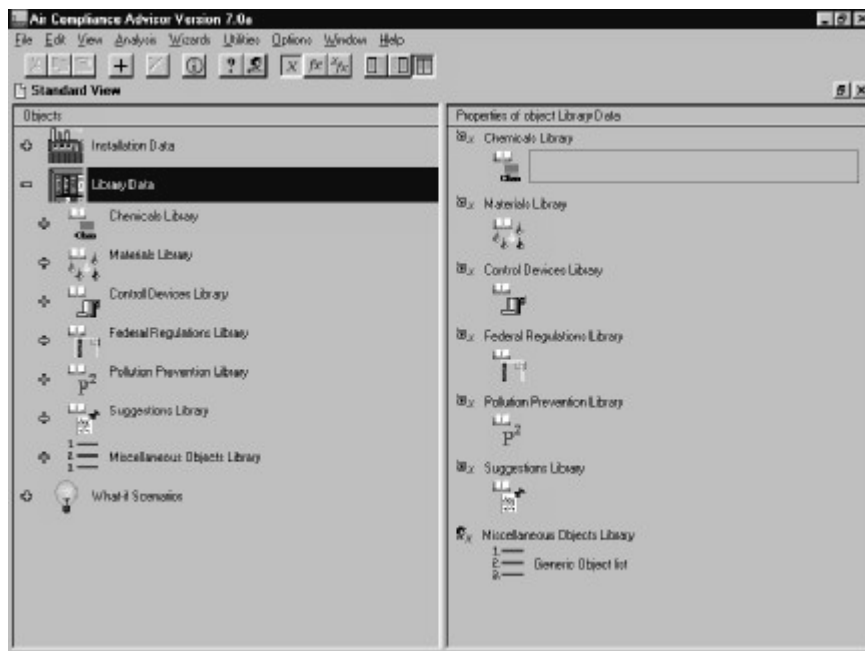 Air Compliance Advisor Version 7.0a
File Edit View Analysis Wizards Utilities Options Window Help
Standard View
Objects
Installation Data
Library Data
Chemicals Library
Materials Library
Control Devices Library
Federal Regulations Library
Pollution Prevention Library
Suggestions Library
Miscellaneous Objects Library
What-if Scenarios
Properties of object Library Data
Chemicals Library
Materials Library
Control Devices Library
Federal Regulations Library
Pollution Prevention Library
P²
Suggestions Library
Miscellaneous Objects Library
Generic Object list